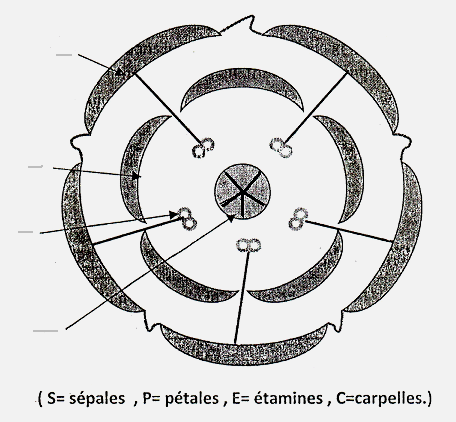 ( S= sépales , P= pétales , E= étamines , C=carpelles.)